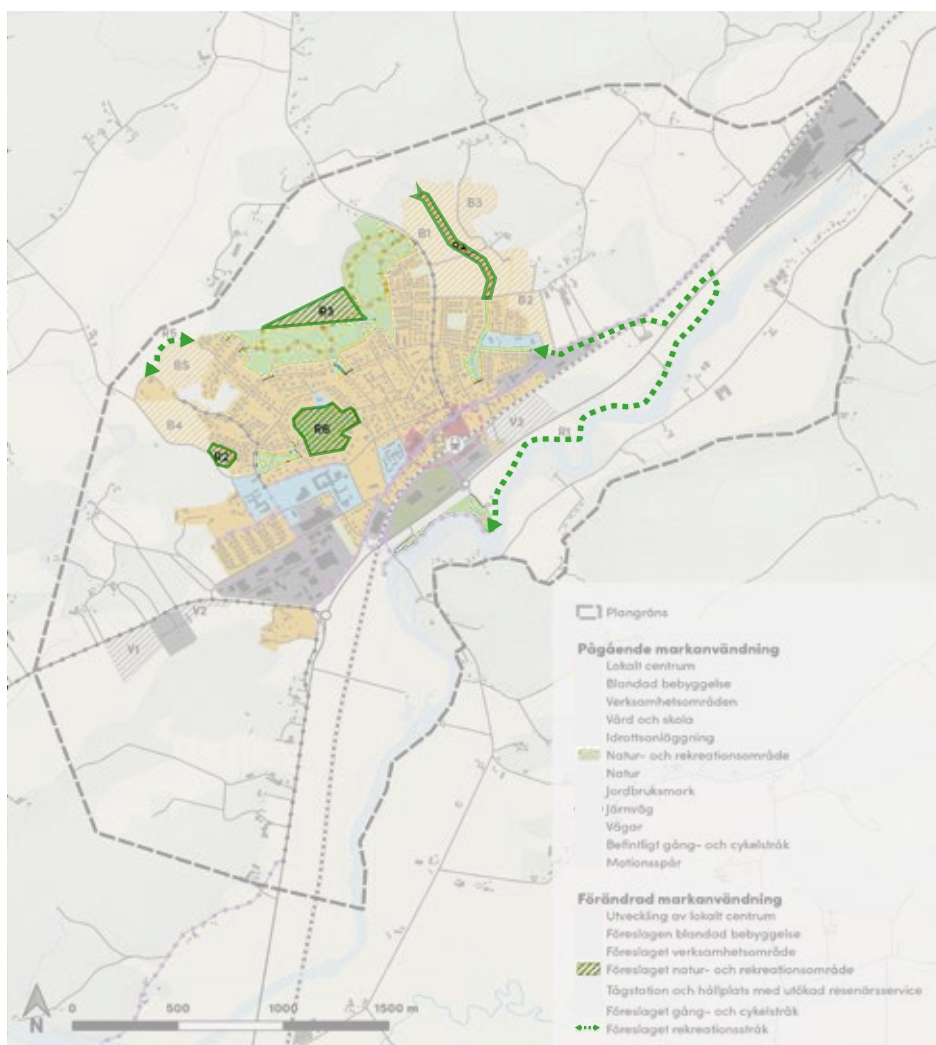 B3
B1
B2
R3
R5
B5
B4
R6
R2
V3
R1
V2
V1
Plangräns
Pågående markanvändning
Lokalt centrum
Blandad bebyggelse
Verksamhetsområden
Vård och skola
Idrottsanläggning
Natur- och rekreationsområde
Natur
Jordbruksmark
Järnväg
Vägar
Befintligt gång- och cykelstråk
Motionsspår
Förändrad markanvändning
Utveckling av lokalt centrum
Föreslagen blandad bebyggelse
Föreslaget verksamhetsområde
Föreslaget natur- och rekreationsområde
Tågstation och hållplats med utökad resenärsservice
Föreslaget gång- och cykelstråk
Föreslaget rekreationsstråk
N
0 500 1000 1500 m